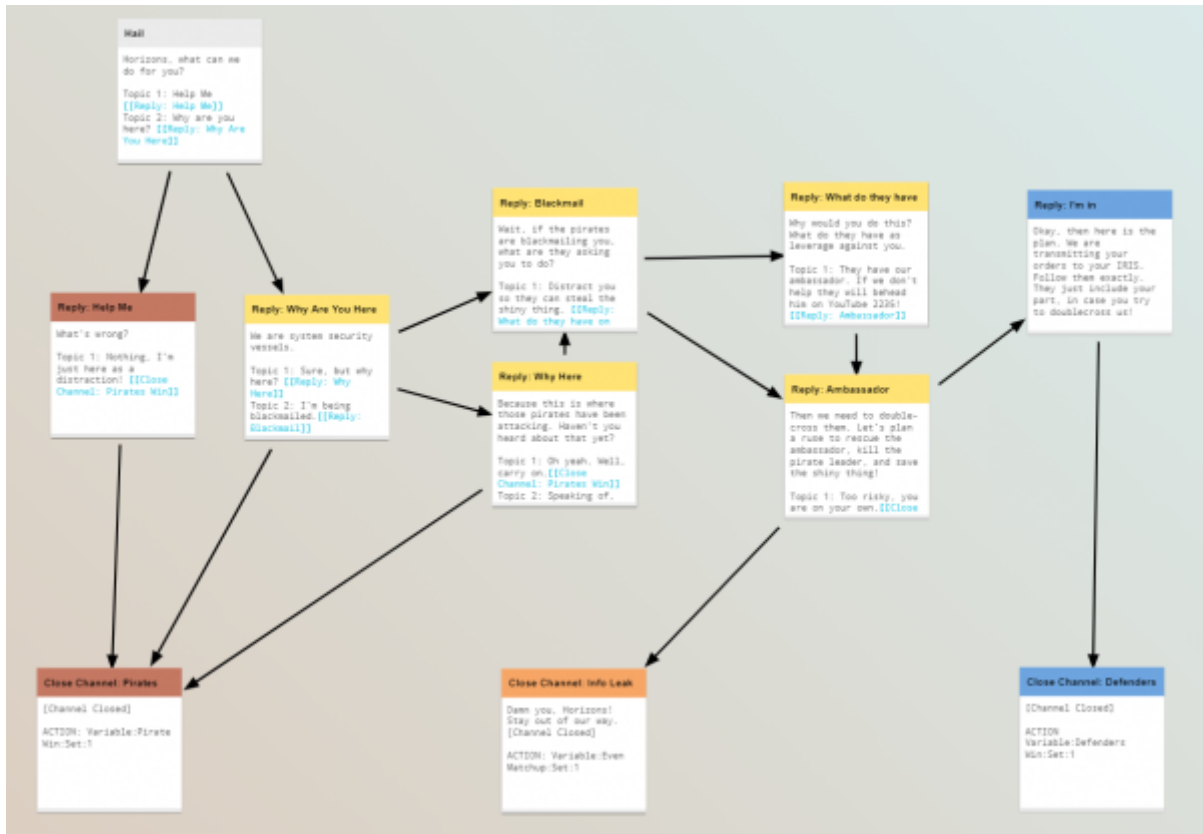 Hail
Horizons, what can we
do for you?
Topic 1: Help Me
[[Reply: Help Me]]
Topic 2: Why are you
here? [[Reply: Why Are
You Here]]
Reply: Help Me
What's wrong?
Topic 1: Nothing, I'm
just here as a
distraction! [[Close
Channel: Pirates Win]]
Reply: Why Are You Here
We are system security
vessels.
Topic 1: Sure, but why
here? [[Reply: Why
Here]]
Topic 2: I'm being
blackmailed.[[Reply:
Blackmail]]
Reply: Blackmail
Wait, if the pirates
are blackmailing you,
what are they asking
you to do?
Topic 1: Distract you
so they can steal the
shiny thing. [[Reply:
What do they have on
Reply: Why Here
Because this is where
those pirates have been
attacking. Haven't you
heard about that yet?
Topic 1: Oh yeah. Well,
carry on.[[Close
Channel: Pirates Win]]
Topic 2: Speaking of,
Reply: What do they have
Why would you do this?
What do they have as
leverage against you.
Topic 1: They have our
ambassador. If we don't
help they will behead
him on YouTube 2236!
[[Reply: Ambassador]]
Reply: Ambassador
Then we need to double-
cross them. Let's plan
a ruse to rescue the
ambassador, kill the
pirate leader, and save
the shiny thing!
Topic 1: Too risky, you
are on your own.[[Close
Reply: I'm in
Okay, then here is the
plan. We are
transmitting your
orders to your IRIS.
Follow them exactly.
They just include your
part, in case you try
to doublecross us!
Close Channel: Pirates
[Channel Closed]
ACTION: Variable:Pirate
Win:Set:1
Close Channel: Info Leak
Damn you, Horizons!
Stay out of our way.
[Channel Closed]
ACTION: Variable:Even
Matchup:Set:1
Close Channel: Defenders
[Channel Closed]
ACTION
Variable:Defenders
Win:Set:1